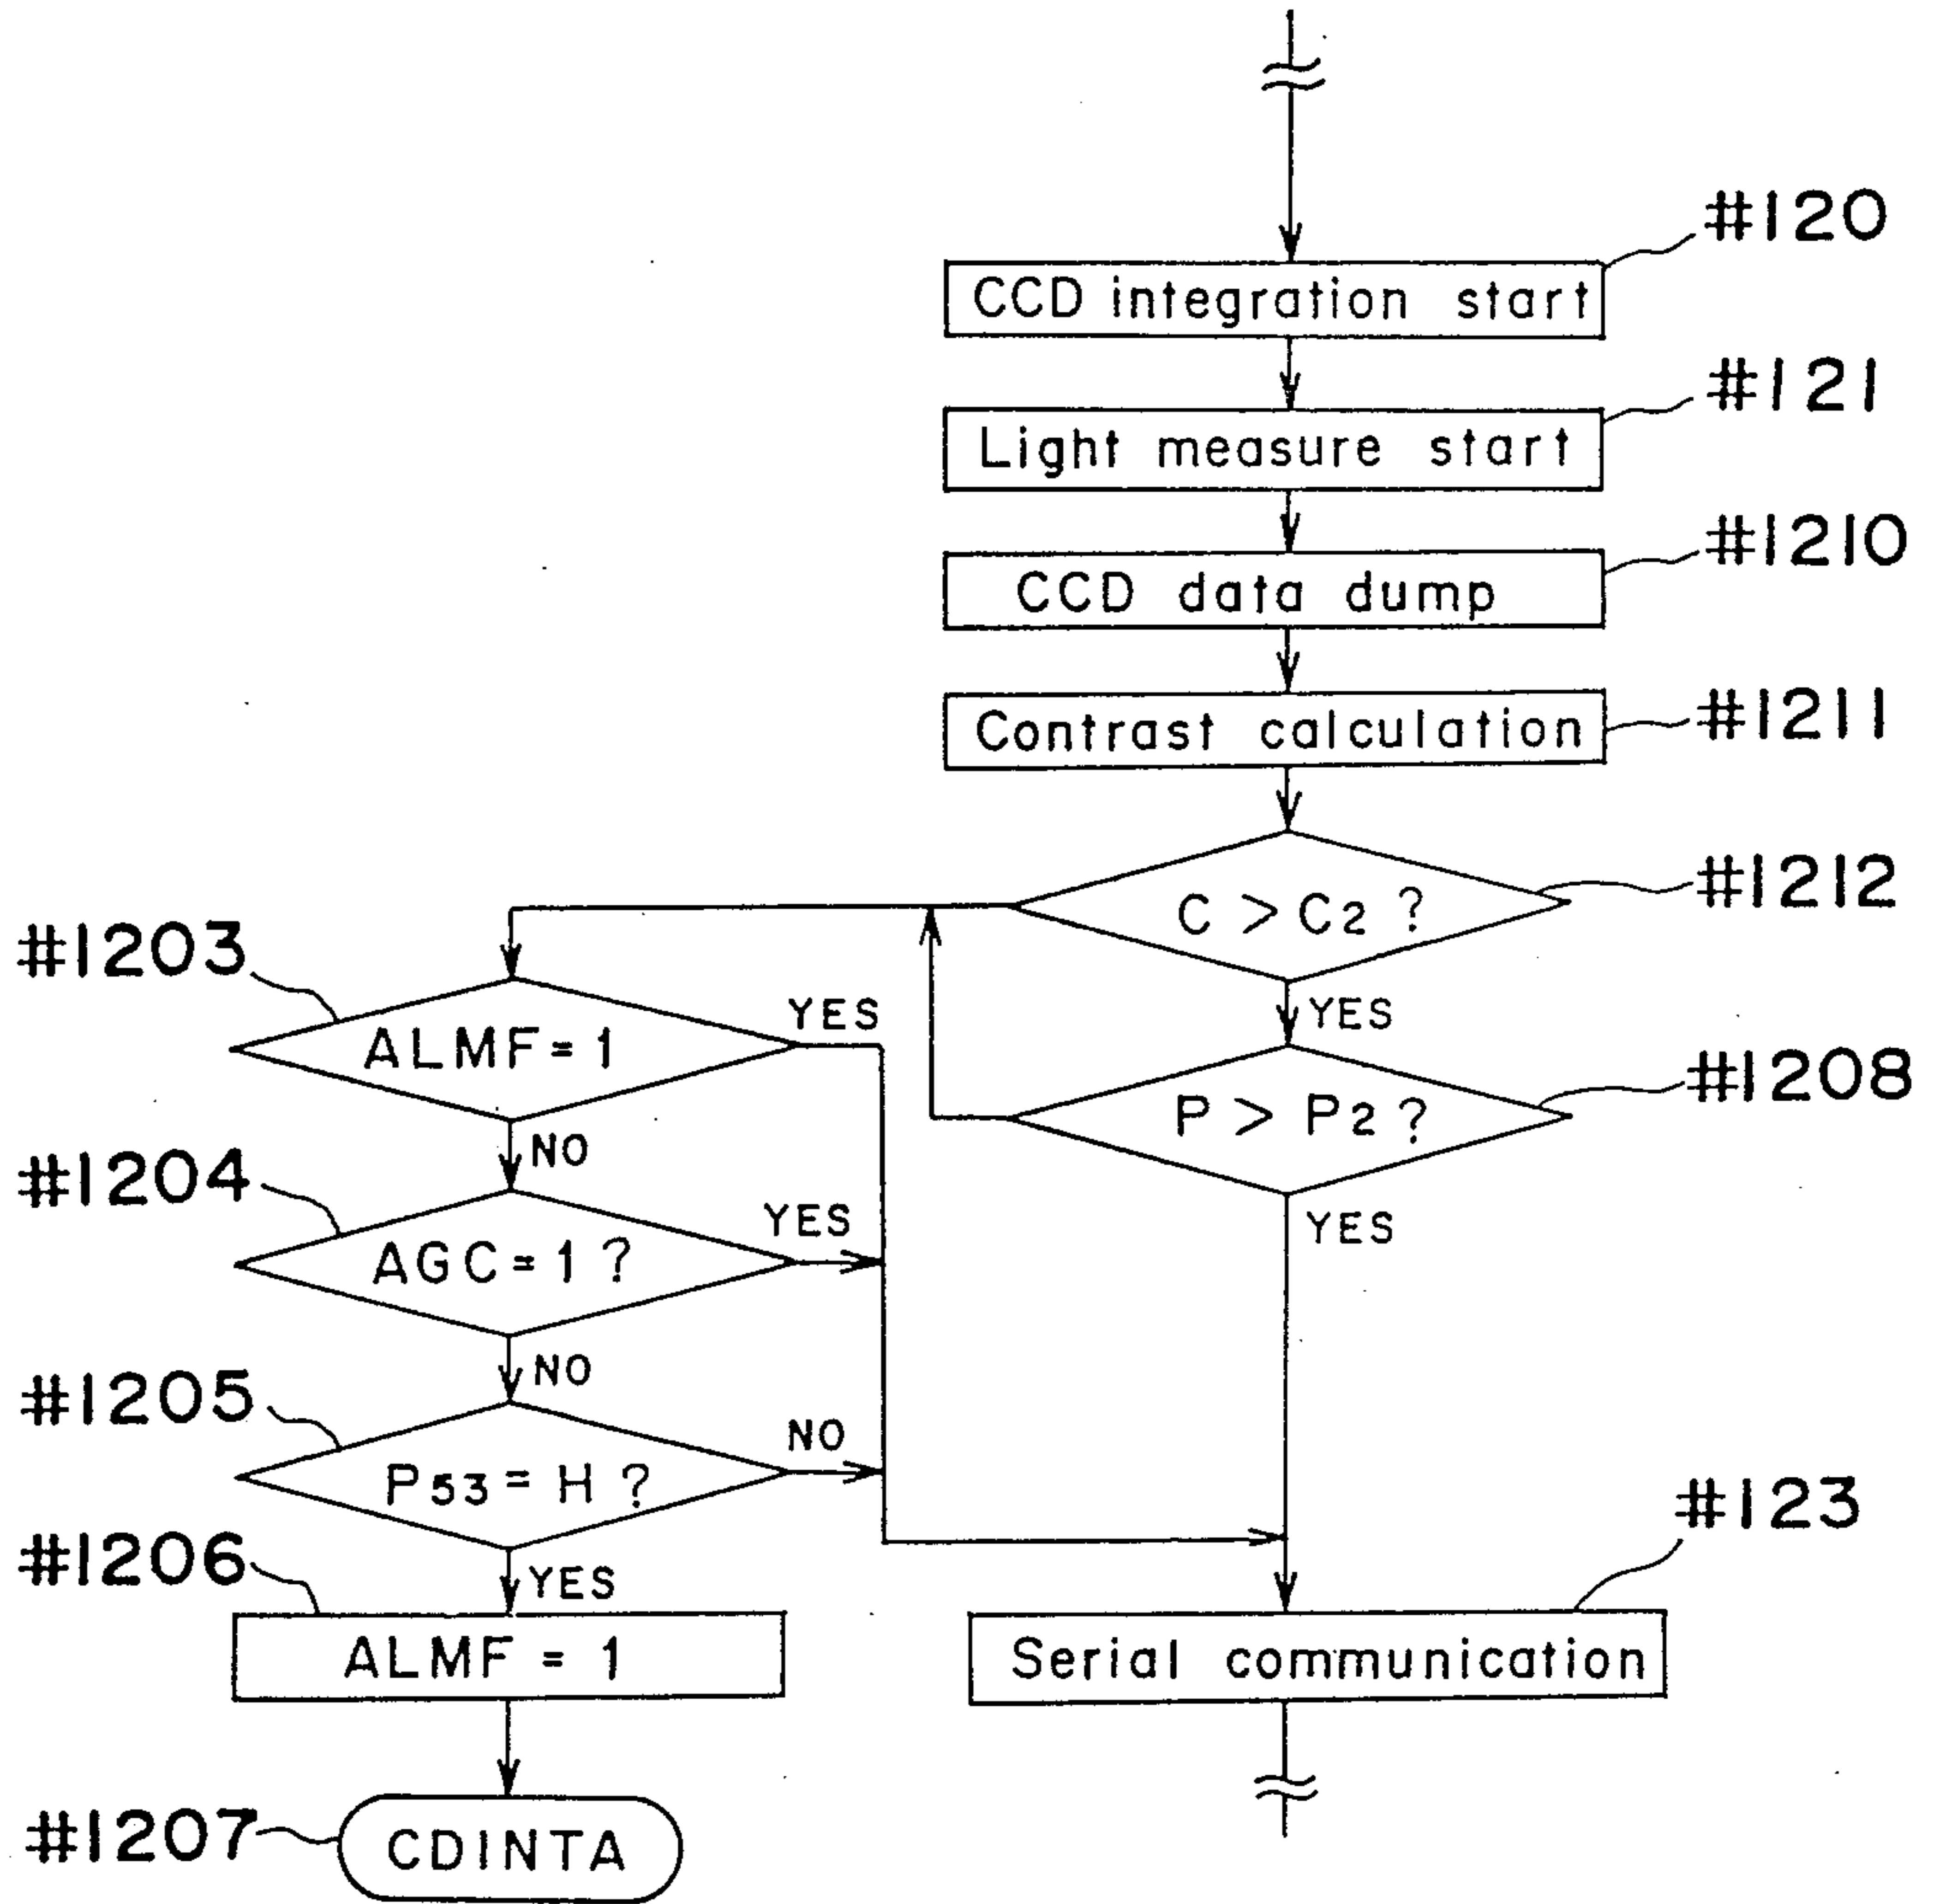 #120
CCD integration start
#121
Light measure start
#1210
CCD data dump
#1211
Contrast calculation
#1212
C > C2 ?
YES
#1208
P > P2 ?
YES
#1203
ALMF = 1
YES
NO
#1204
AGC = 1 ?
YES
NO
#1205
P53 = H ?
NO
YES
#1206
ALMF = 1
#1207
CDINTA
#123
Serial communication